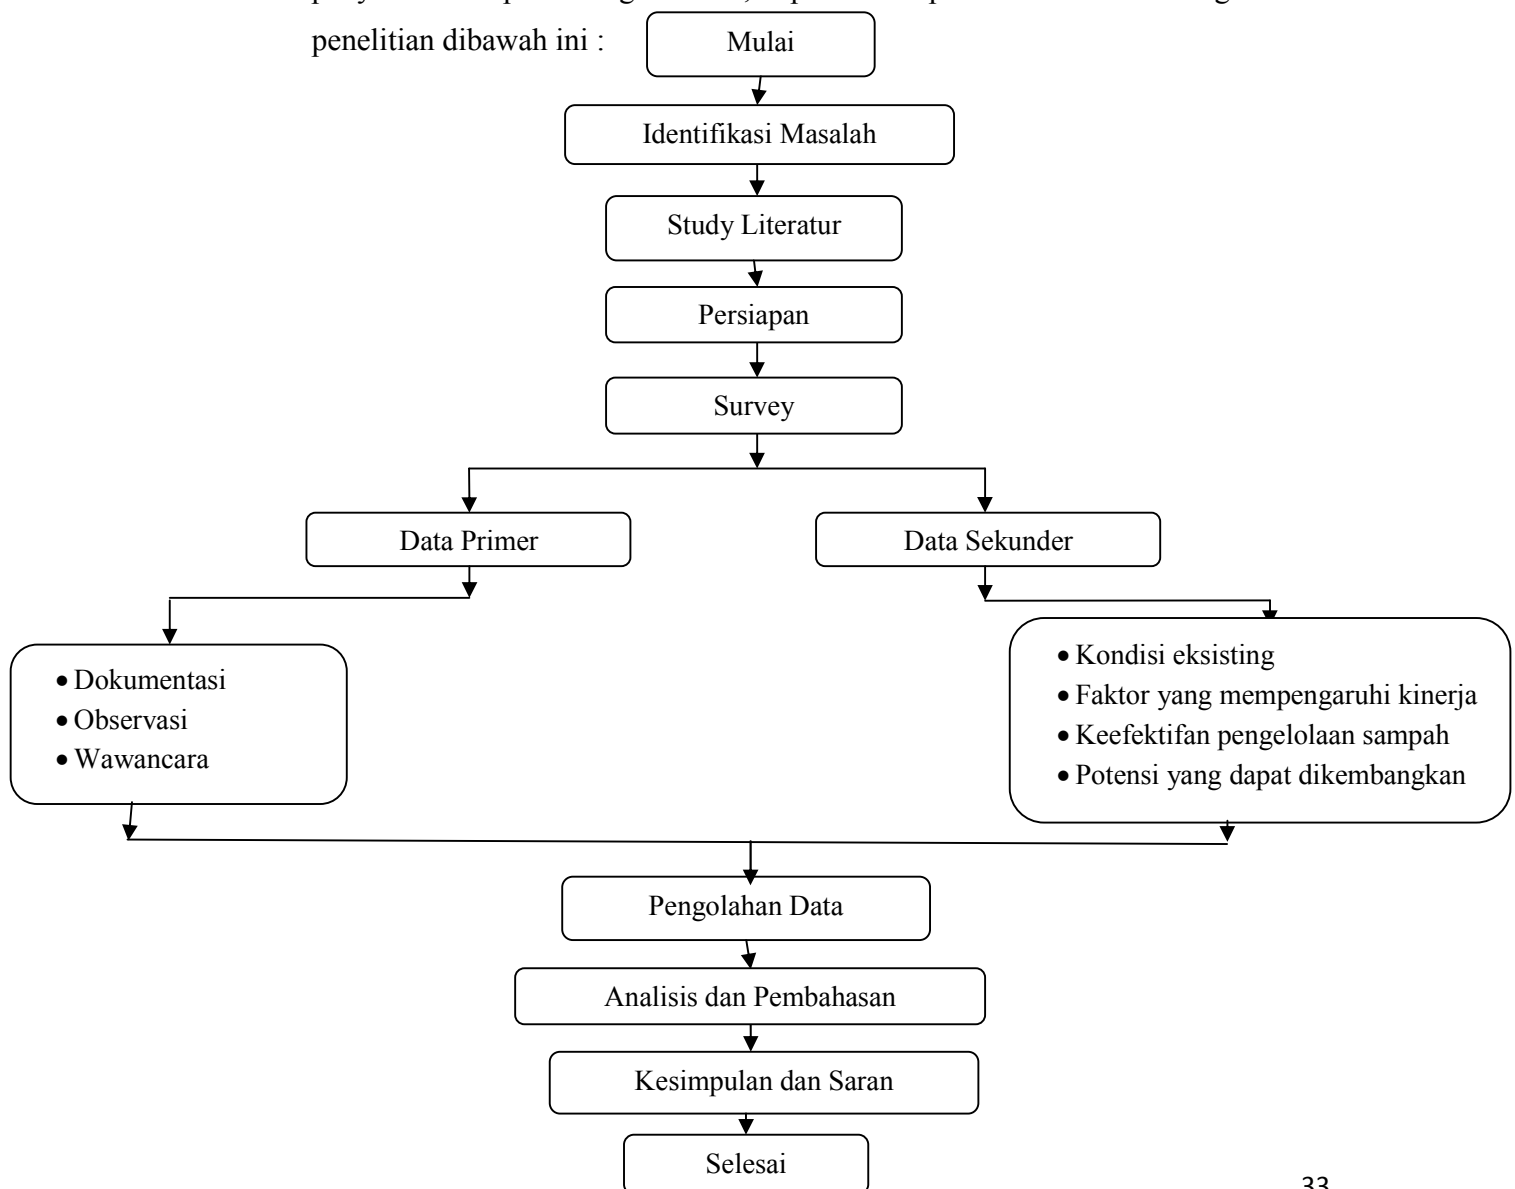 penelitian dibawah ini :
Mulai
Identifikasi Masalah
Study Literatur
Persiapan
Survey
Data Primer
Data Sekunder
• Dokumentasi
• Observasi
• Wawancara
• Kondisi eksisting
• Faktor yang mempengaruhi kinerja
• Keefektifan pengelolaan sampah
• Potensi yang dapat dikembangkan
Pengolahan Data
Analisis dan Pembahasan
Kesimpulan dan Saran
Selesai
33